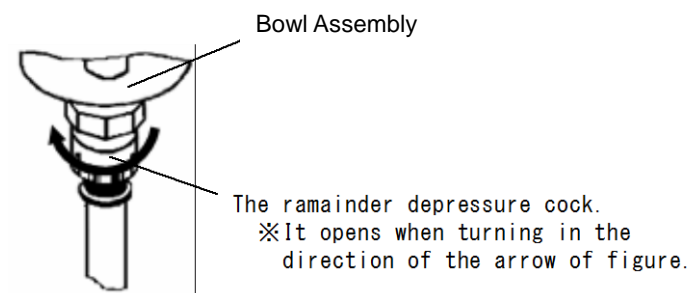 Bowl Assembly
The ramainder depressure cock.
※It opens when turning in the
direction of the arrow of figure.